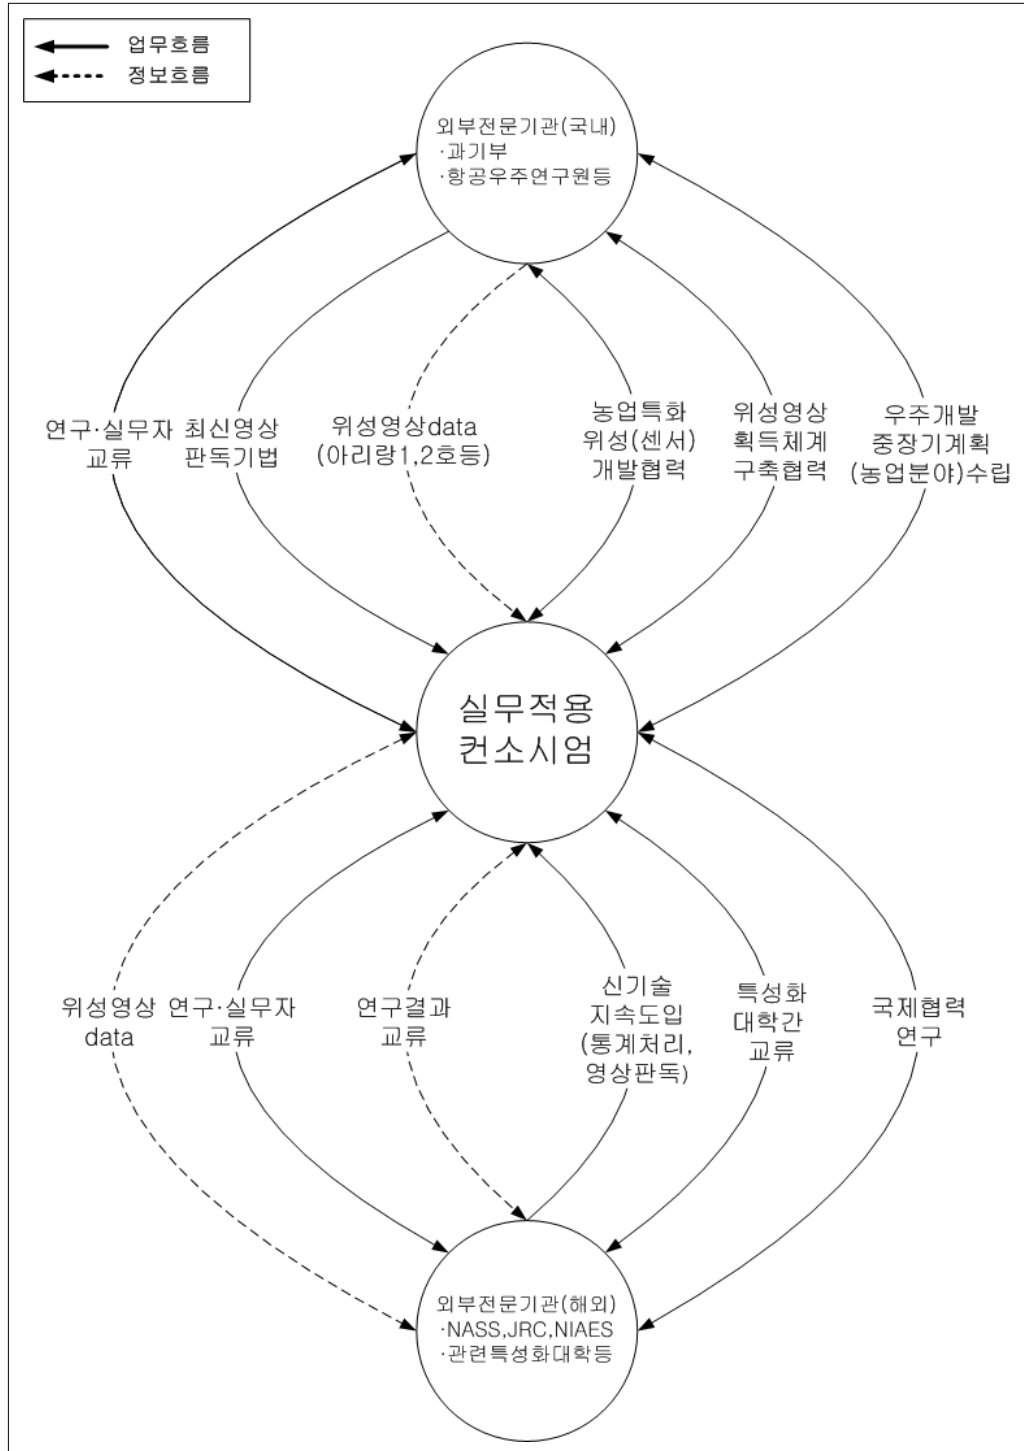 업무흐름
정보흐름
외부전문기관(국내)
·과기부
·항공우주연구원등
연구·실무자
교류
최신영상
판독기법
위성영상data
(아리랑1,2호등)
농업특화
위성(센서)
개발협력
위성영상
획득체계
구축협력
우주개발
중장기계획
(농업분야)수립
실무적용
컨소시엄
위성영상
data
연구·실무자
교류
연구결과
교류
신기술
지속도입
(통계처리,
영상판독)
특성화
대학간
교류
국제협력
연구
외부전문기관(해외)
·NASS,JRC,NIAES
·관련특성화대학등